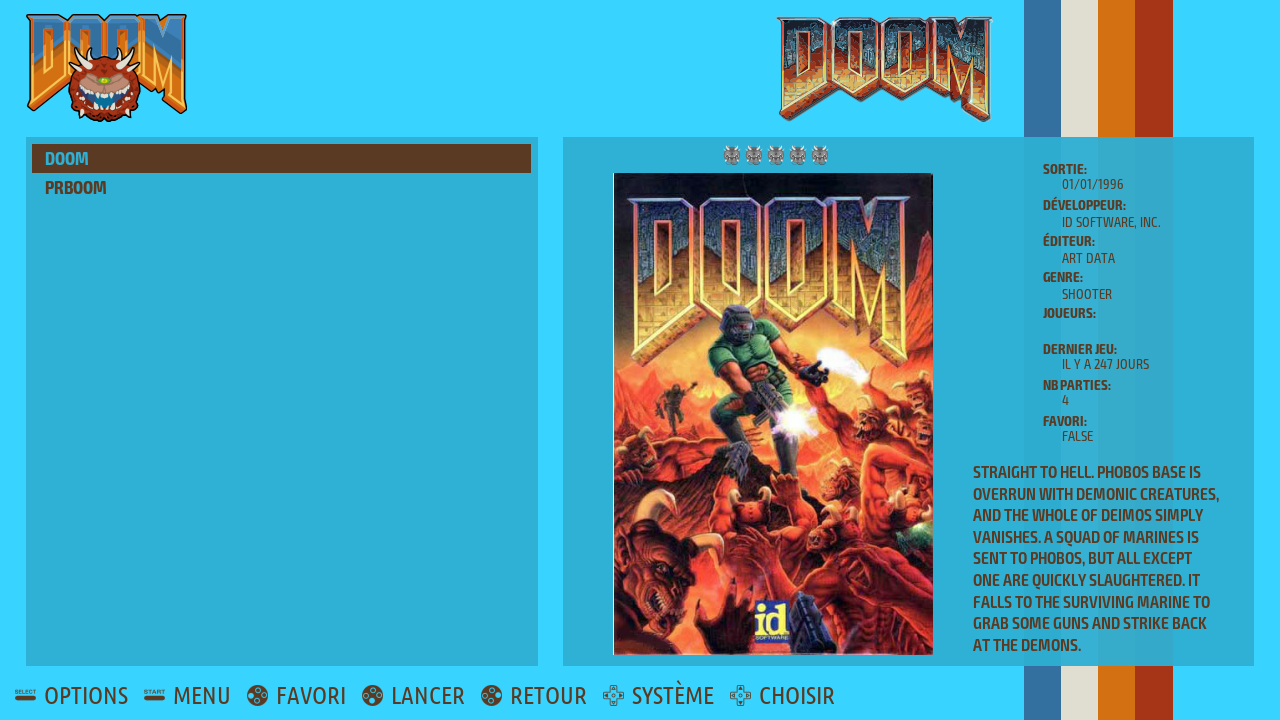 DOOM
DOOM
DOOM
PRBOOM
DOOM
id
SOFTWARE
SORTIE:
01/01/1996
DÉVELOPPEUR:
ID SOFTWARE, INC.
ÉDITEUR:
ART DATA
GENRE:
SHOOTER
JOUEURS:
DERNIER JEU:
IL Y A 247 JOURS
NB PARTIES:
4
FAVORI:
FALSE
STRAIGHT TO HELL. PHOBOS BASE IS
OVERRUN WITH DEMONIC CREATURES,
AND THE WHOLE OF DEIMOS SIMPLY
VANISHES. A SQUAD OF MARINES IS
SENT TO PHOBOS, BUT ALL EXCEPT
ONE ARE QUICKLY SLAUGHTERED. IT
FALLS TO THE SURVIVING MARINE TO
GRAB SOME GUNS AND STRIKE BACK
AT THE DEMONS.
SELECT OPTIONS START MENU FAVORI LANCER RETOUR SYSTÈME CHOISIR